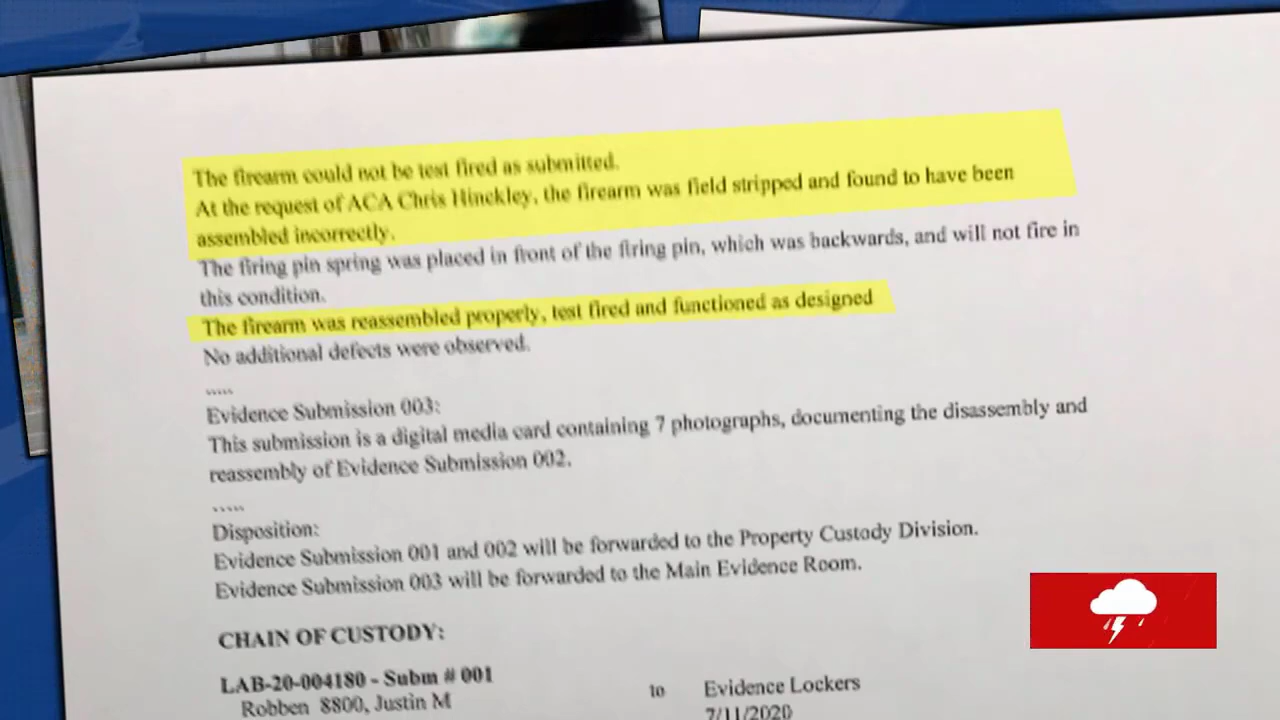 The firearm could not be test fired as submitted.
At the request of ACA Chris Hinckley, the firearm was field stripped and found to have been
assembled incorrectly.
The firing pin spring was placed in front of the firing pin, which was backwards, and will not fire in
this condition.
The firearm was reassembled properly, test fired and functioned as designed
No additional defects were observed.
.....
Evidence Submission 003:
This submission is a digital media card containing 7 photographs, documenting the disassembly and
reassembly of Evidence Submission 002.
.....
Disposition:
Evidence Submission 001 and 002 will be forwarded to the Property Custody Division.
Evidence Submission 003 will be forwarded to the Main Evidence Room.
CHAIN OF CUSTODY:
LAB-20-004180 - Subm # 001
Robben 8800, Justin M to Evidence Lockers
7/11/2020